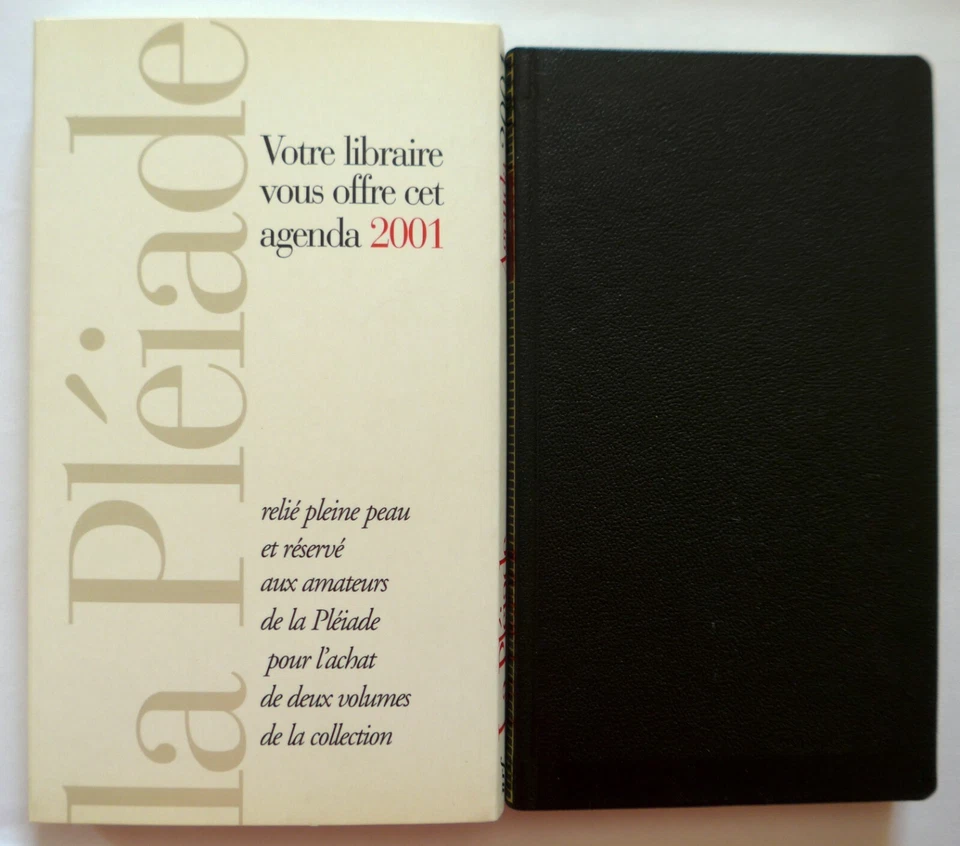 la Pléiade
Votre libraire
vous offre cet
agenda 2001
relié pleine peau
et réservé
aux amateurs
de la Pléiade
pour l'achat
de deux volumes
de la collection